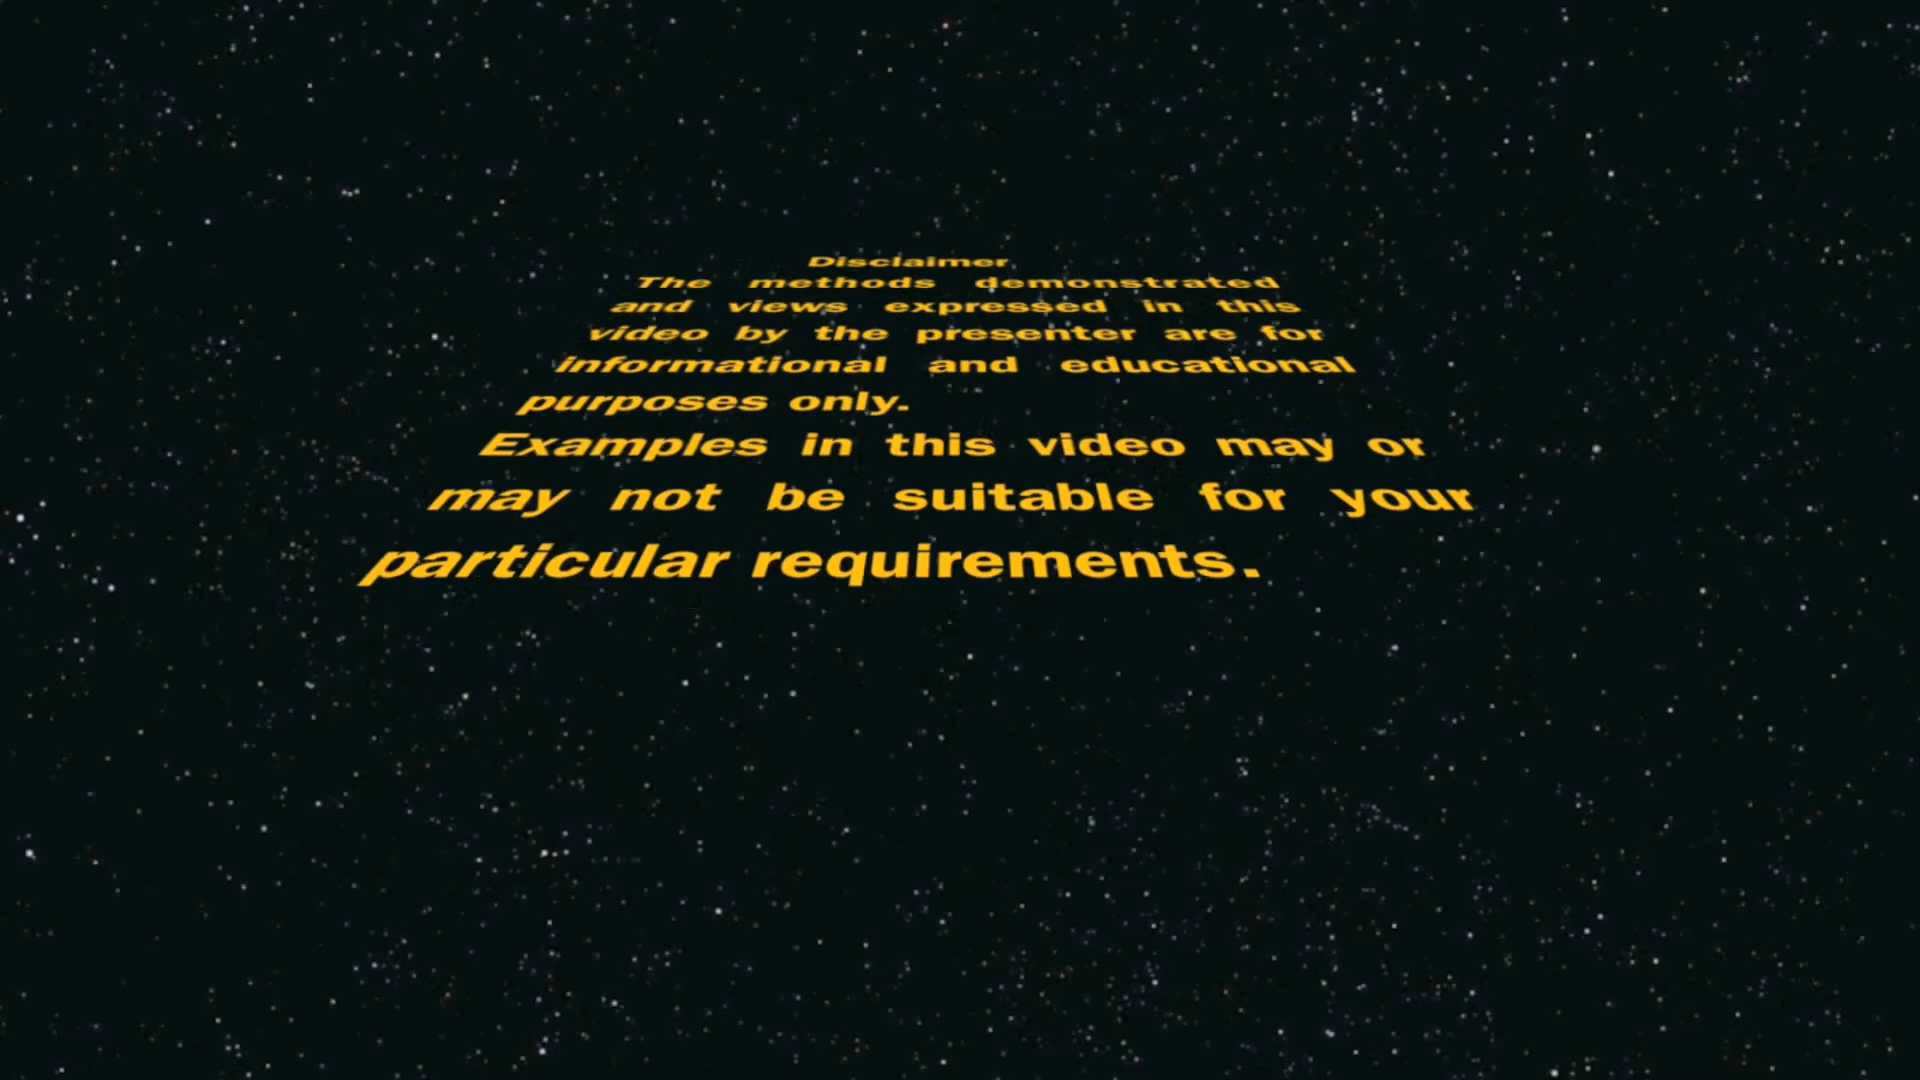 Disclaimer
The methods demonstrated
and views expressed in this
video by the presenter are for
informational and educational
purposes only.
Examples in this video may or
may not be suitable for your
particular requirements.